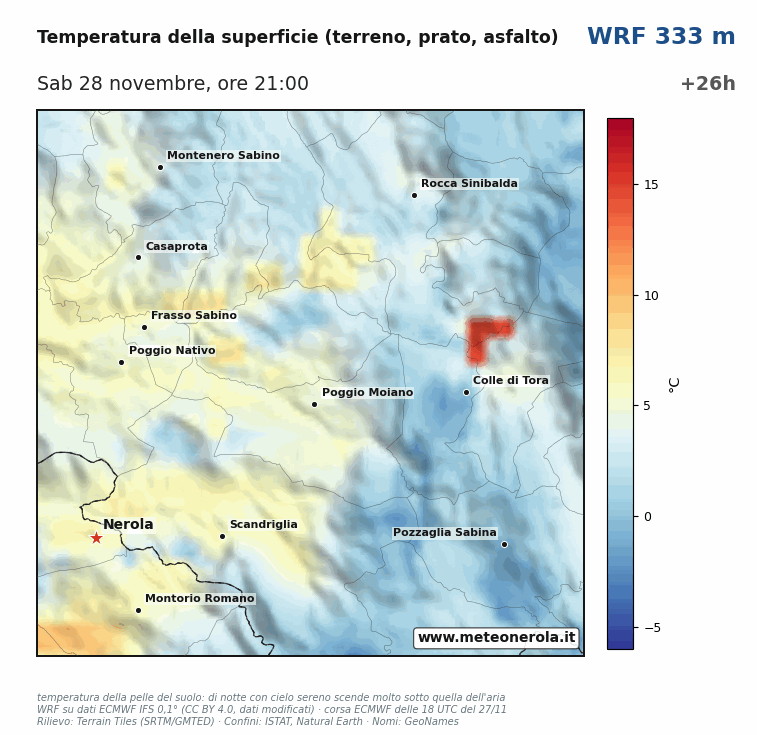 Temperatura della superficie (terreno, prato, asfalto) WRF 333 m
Sab 28 novembre, ore 21:00 +26h
Montenero Sabino
Rocca Sinibalda
Casaprota
Frasso Sabino
Poggio Nativo
Colle di Tora
Poggio Moiano
Nerola
Scandriglia
Pozzaglia Sabina
Montorio Romano
www.meteonerola.it
15
10
5
0
−5
°C
temperatura della pelle del suolo: di notte con cielo sereno scende molto sotto quella dell'aria
WRF su dati ECMWF IFS 0,1° (CC BY 4.0, dati modificati) · corsa ECMWF delle 18 UTC del 27/11
Rilievo: Terrain Tiles (SRTM/GMTED) · Confini: ISTAT, Natural Earth · Nomi: GeoNames